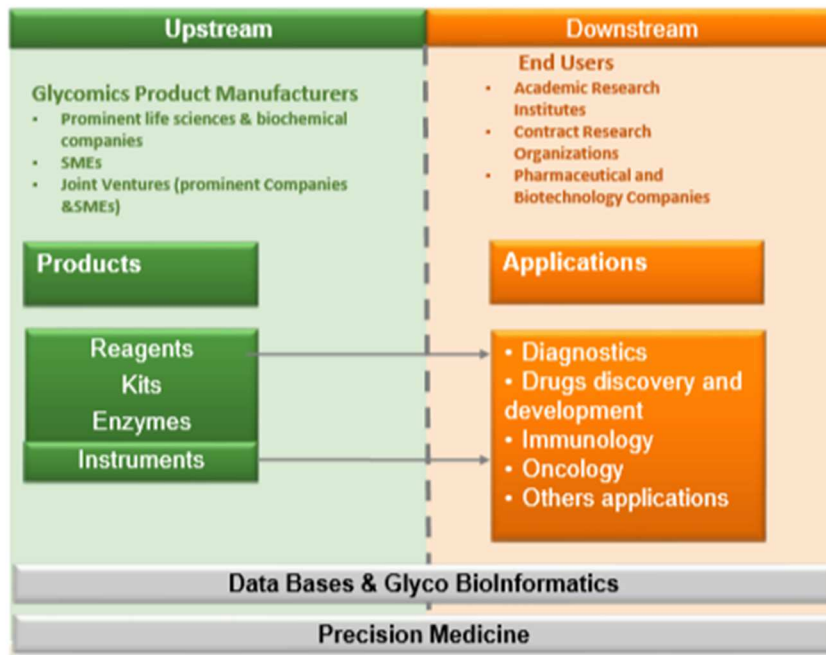 Upstream
Downstream
Glycomics Product Manufacturers
• Prominent life sciences & biochemical
companies
• SMEs
• Joint Ventures (prominent Companies
&SMEs)
End Users
• Academic Research
Institutes
• Contract Research
Organizations
• Pharmaceutical and
Biotechnology Companies
Products
Applications
Reagents
Kits
Enzymes
Instruments
• Diagnostics
• Drugs discovery and
development
• Immunology
• Oncology
• Others applications
Data Bases & Glyco BioInformatics
Precision Medicine